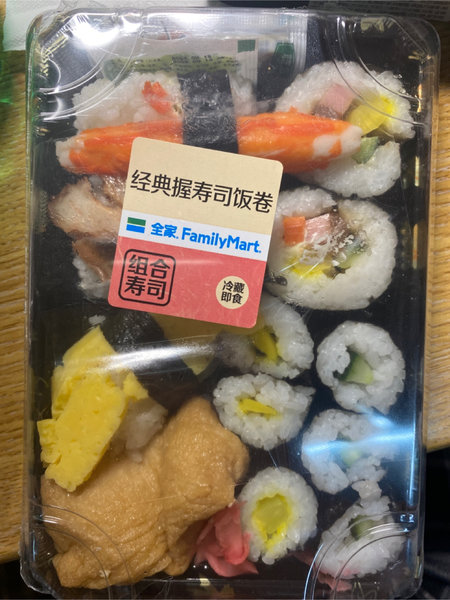 经典握寿司饭卷
全家. FamilyMart.
组合
寿司
冷藏
即食